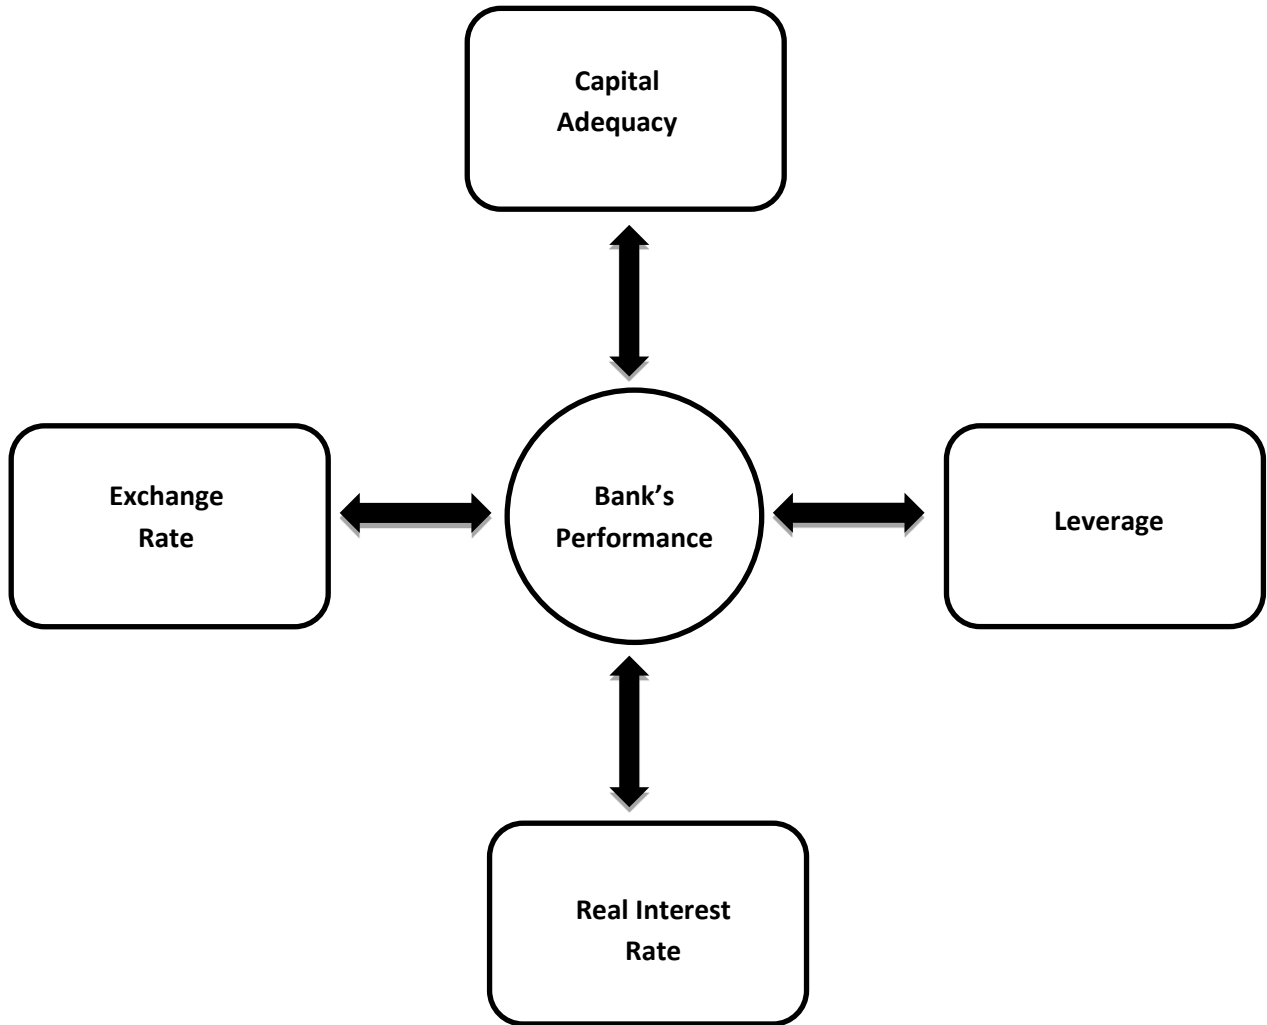 Capital
Adequacy
Exchange
Rate
Bank’s
Performance
Leverage
Real Interest
Rate